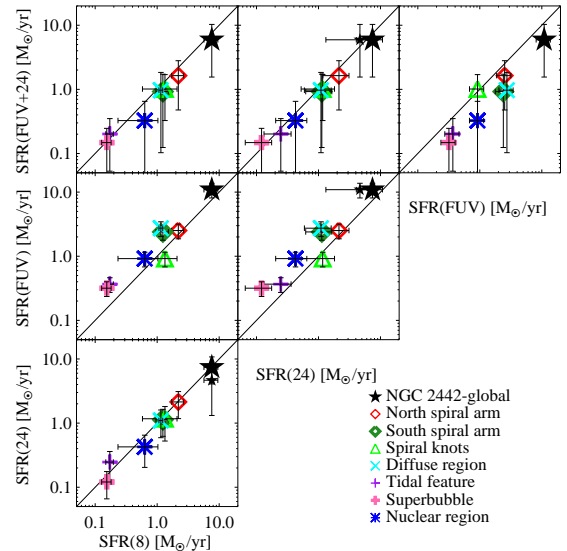 SFR(FUV+24) [M⊙/yr]
10.0
1.0
0.1
SFR(FUV) [M⊙/yr]
10.0
1.0
0.1
SFR(FUV) [M⊙/yr]
SFR(24) [M⊙/yr]
10.0
1.0
0.1
SFR(24) [M⊙/yr]
NGC 2442-global
North spiral arm
South spiral arm
Spiral knots
Diffuse region
Tidal feature
Superbubble
Nuclear region
0.1 1.0 10.0
SFR(8) [M⊙/yr]